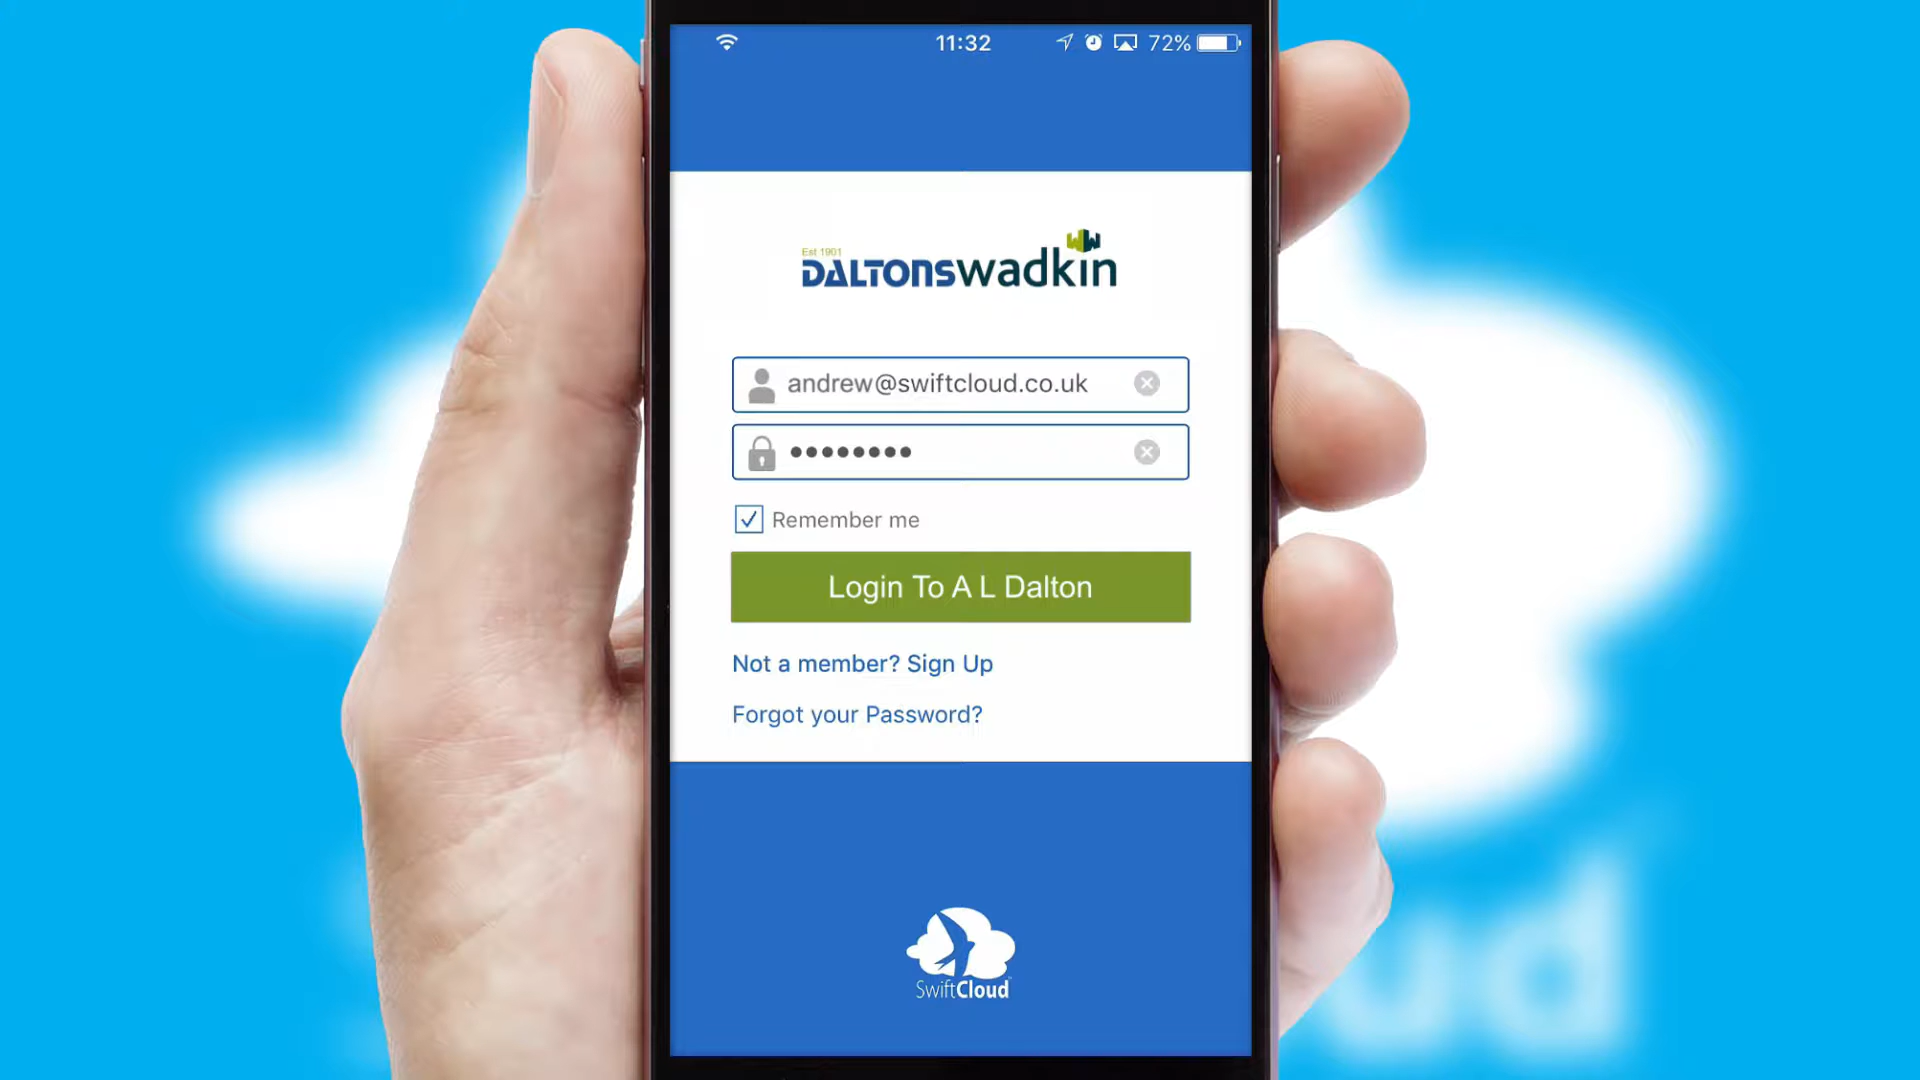 11:32
72%
Est 1901
DALTONSwadkin
andrew@swiftcloud.co.uk
••••••••
Remember me
Login To A L Dalton
Not a member? Sign Up
Forgot your Password?
SwiftCloud
ud